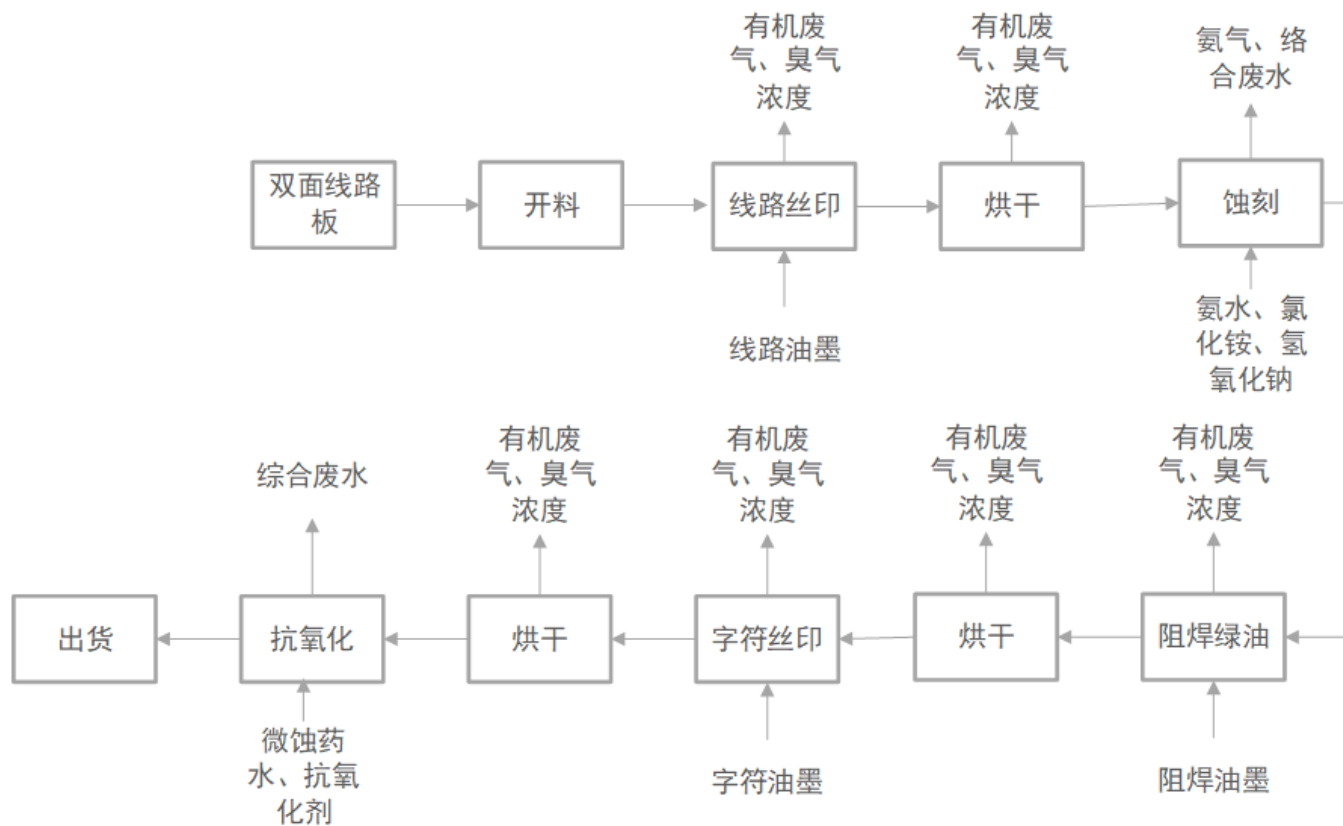 有机废
气、臭气
浓度
有机废
气、臭气
浓度
氨气、络
合废水
双面线路
板
开料
线路丝印
烘干
蚀刻
线路油墨
氨水、氯
化铵、氢
氧化钠
综合废水
有机废
气、臭气
浓度
有机废
气、臭气
浓度
有机废
气、臭气
浓度
有机废
气、臭气
浓度
出货
抗氧化
烘干
字符丝印
烘干
阻焊绿油
微蚀药
水、抗氧
化剂
字符油墨
阻焊油墨